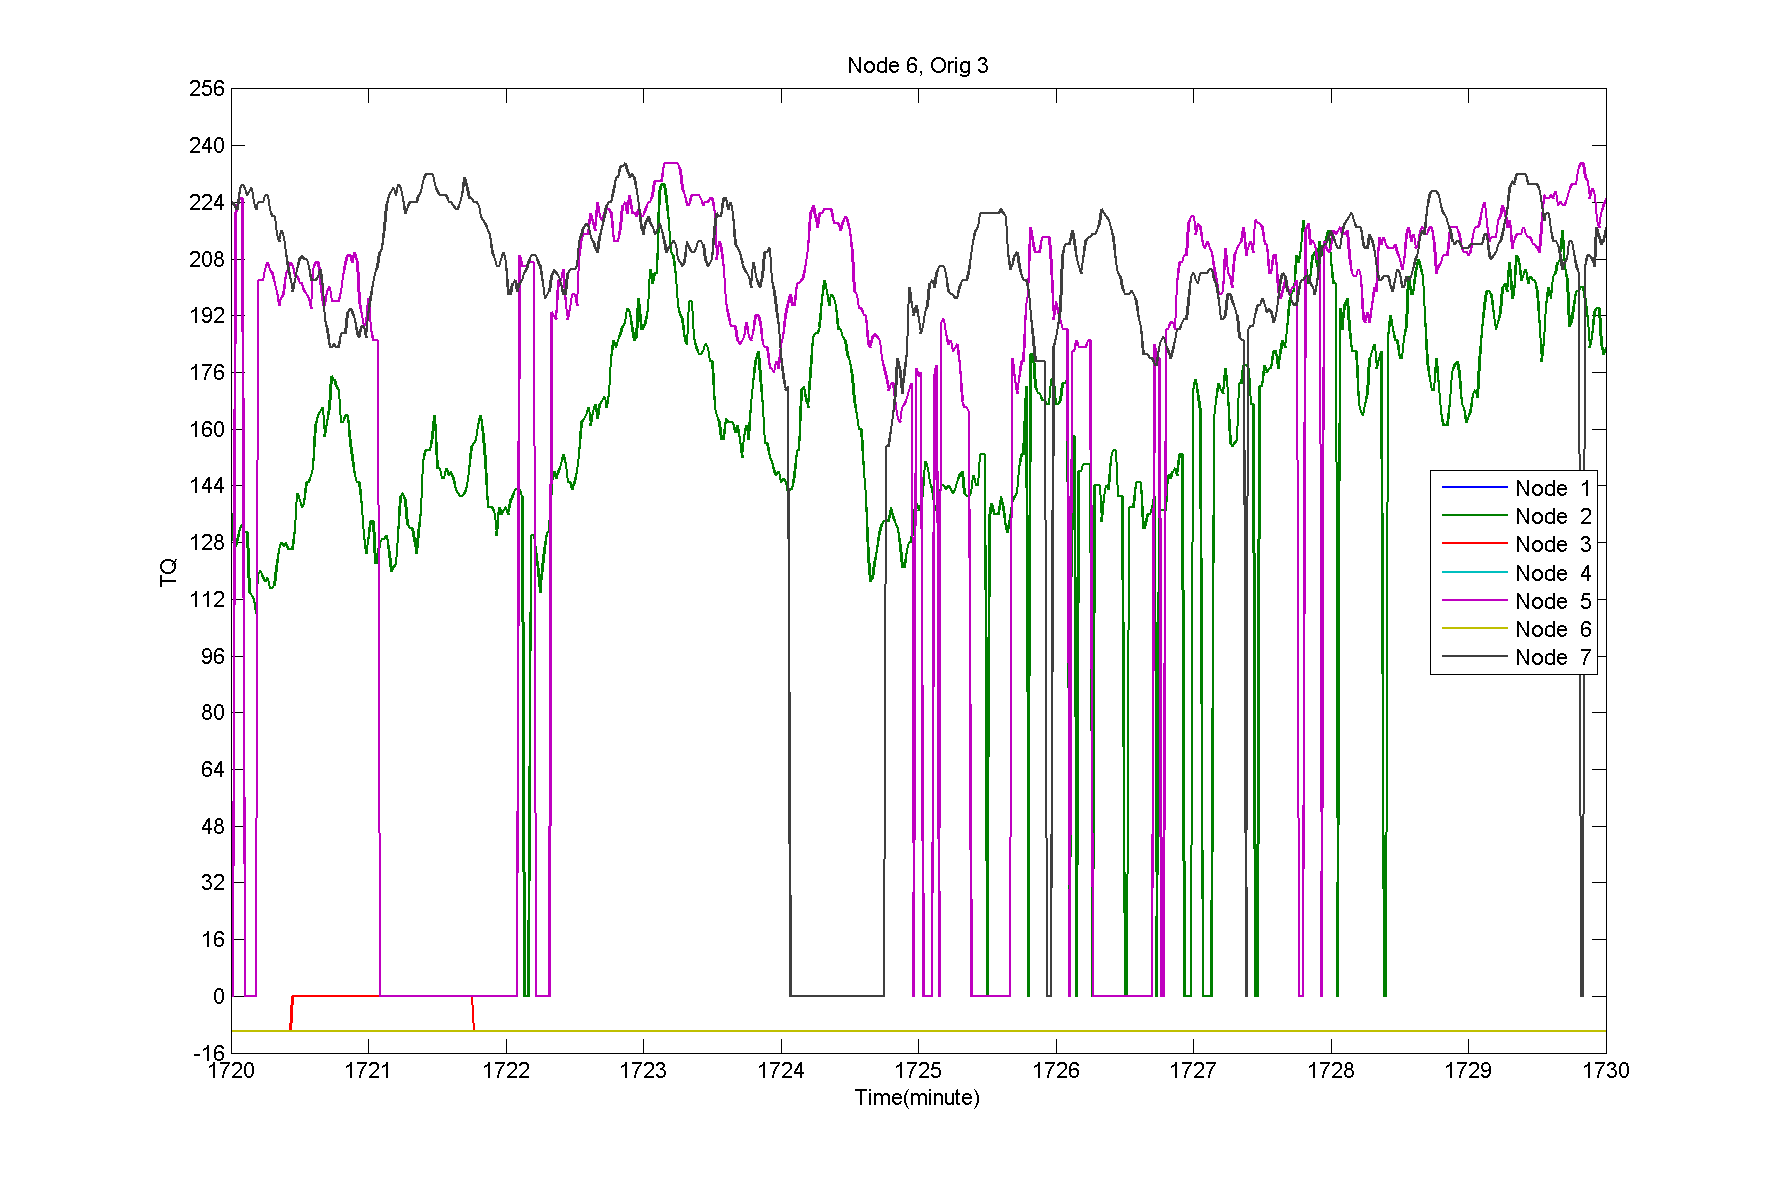 Node 6, Orig 3
256
240
224
208
192
176
160
144
128
112
96
80
64
48
32
16
0
-16
TQ
Node 1
Node 2
Node 3
Node 4
Node 5
Node 6
Node 7
1720 1721 1722 1723 1724 1725 1726 1727 1728 1729 1730
Time(minute)